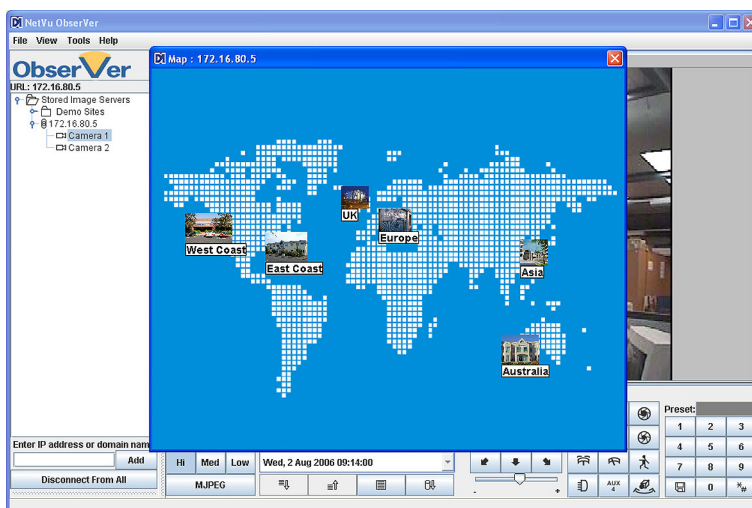 NetVu ObserVer
File View Tools Help
ObserVer
URL: 172.16.80.5
Stored Image Servers
Demo Sites
172.16.80.5
Camera 1
Camera 2
Map : 172.16.80.5
UK
Europe
West Coast
East Coast
Asia
Australia
Enter IP address or domain nam
Add
Disconnect From All
Hi Med Low
Wed, 2 Aug 2006 09:14:00
MJPEG
- +
AUX
4
Preset:
1 2 3
4 5 6
7 8 9
0 *#